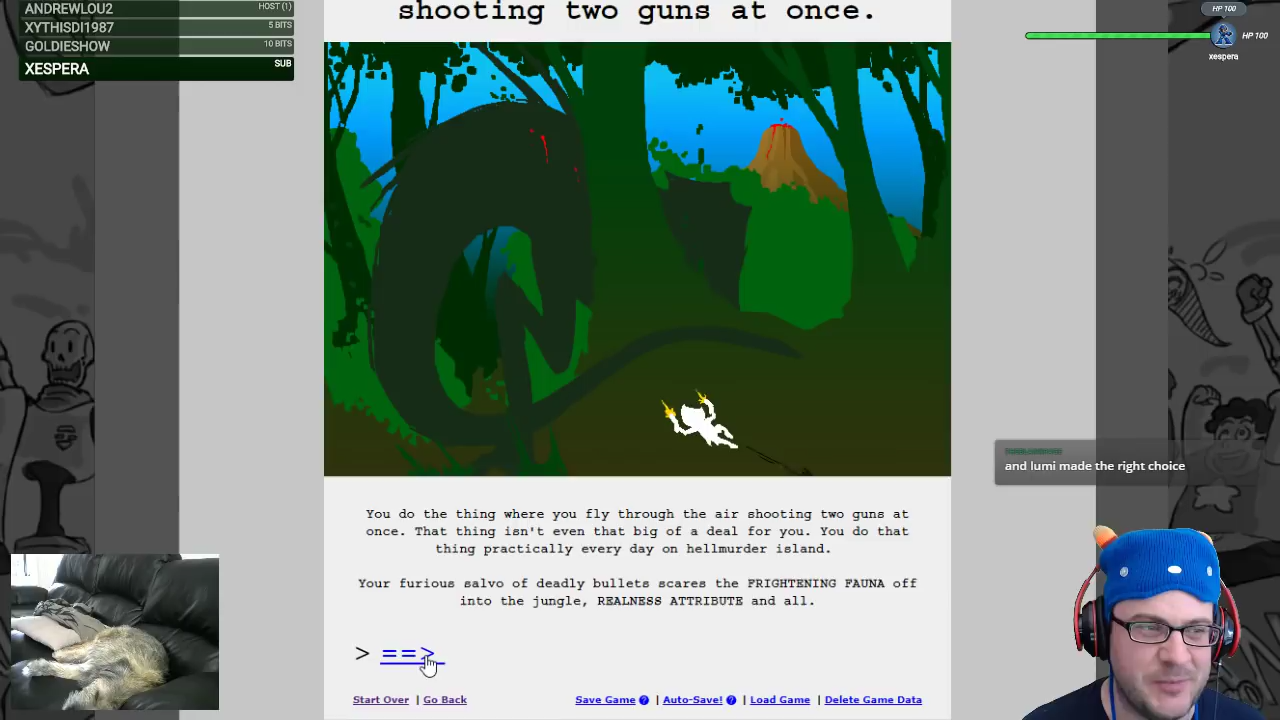 ANDREWLOU2 HOST (1)
XYTHISDI1987 5 BITS
GOLDIESHOW 10 BITS
XESPERA SUB
shooting two guns at once.
HP 100
HP 100
xespera
and lumi made the right choice
You do the thing where you fly through the air shooting two guns at
once. That thing isn't even that big of a deal for you. You do that
thing practically every day on hellmurder island.
Your furious salvo of deadly bullets scares the FRIGHTENING FAUNA off
into the jungle, REALNESS ATTRIBUTE and all.
> ==>
Start Over | Go Back Save Game ? | Auto-Save! ? | Load Game | Delete Game Data